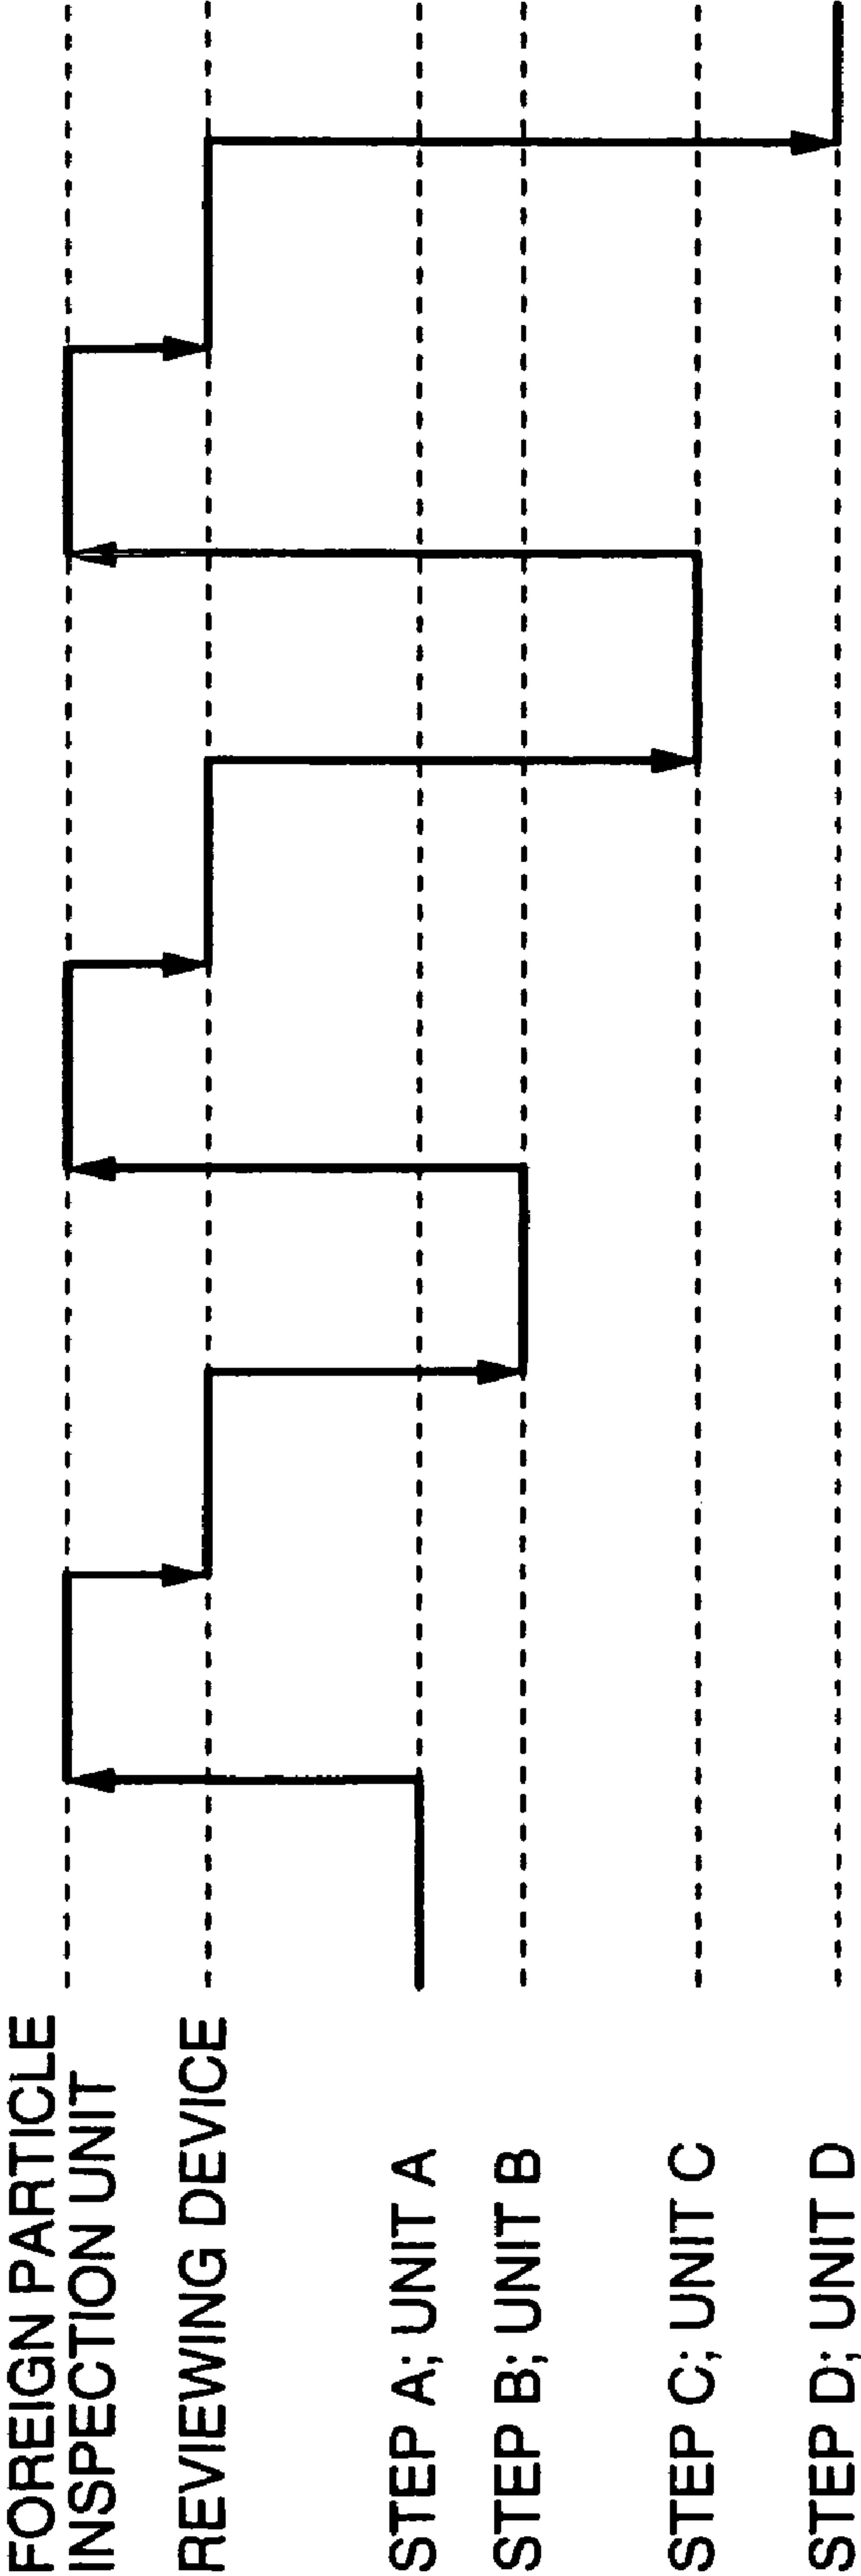 FOREIGN PARTICLE
INSPECTION UNIT
REVIEWING DEVICE
STEP A; UNIT A
STEP B; UNIT B
STEP C; UNIT C
STEP D; UNIT D